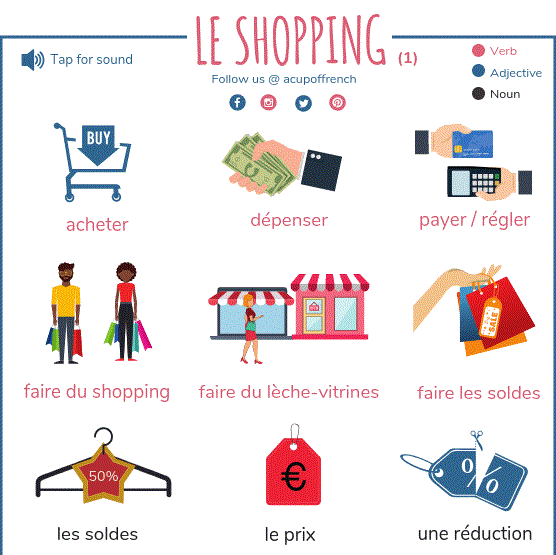 LE SHOPPING (1)
Tap for sound
Follow us @ acupoffrench
Verb
Adjective
Noun
BUY
acheter
dépenser
payer / régler
SALE
faire du shopping
faire du lèche-vitrines
faire les soldes
50%
€
%
les soldes
le prix
une réduction